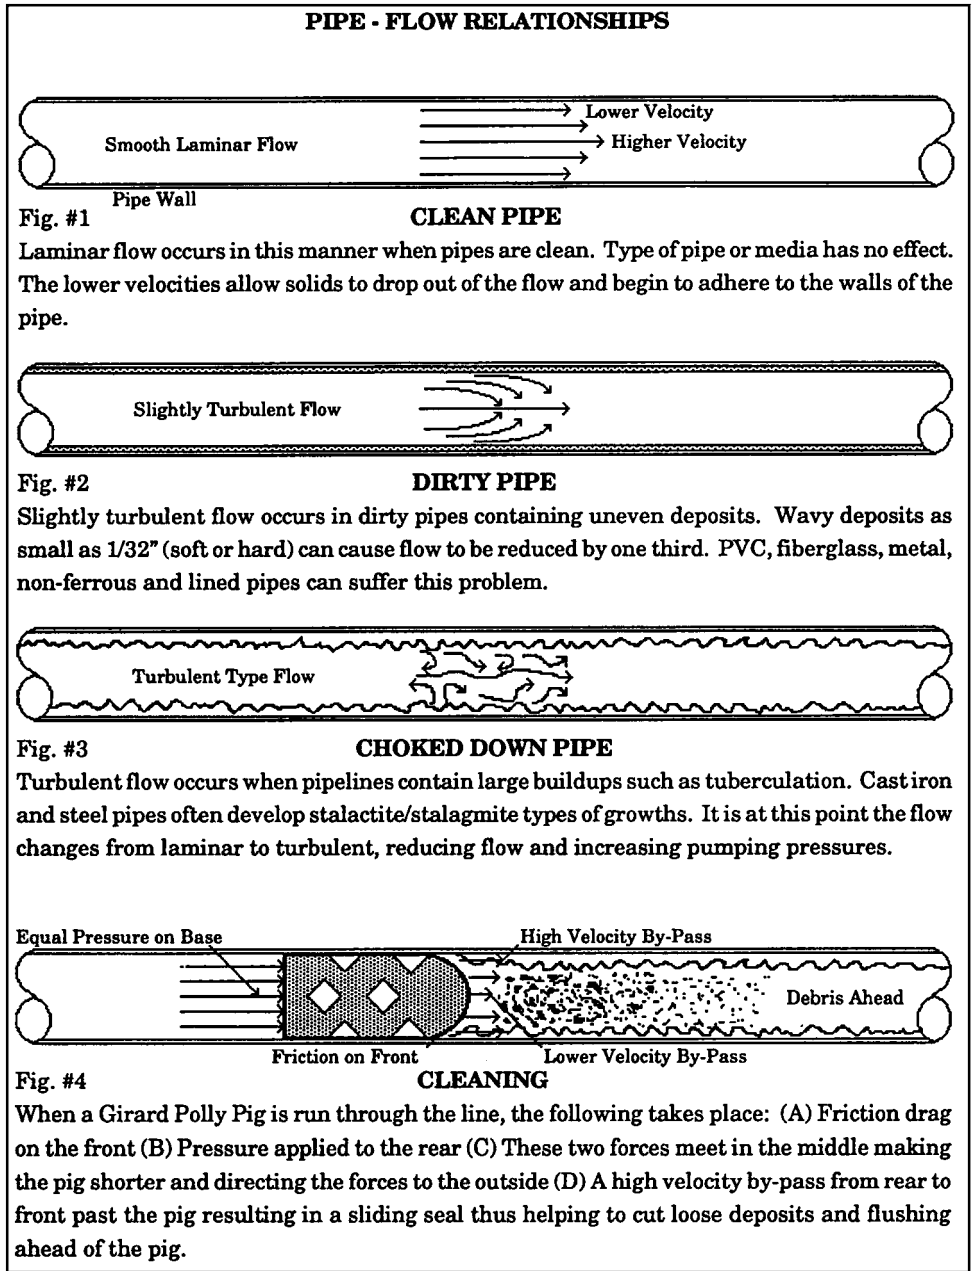 PIPE - FLOW RELATIONSHIPS
Lower Velocity
Smooth Laminar Flow
Higher Velocity
Pipe Wall
Fig. #1
CLEAN PIPE
Laminar flow occurs in this manner when pipes are clean. Type of pipe or media has no effect.
The lower velocities allow solids to drop out of the flow and begin to adhere to the walls of the
pipe.
Slightly Turbulent Flow
Fig. #2
DIRTY PIPE
Slightly turbulent flow occurs in dirty pipes containing uneven deposits. Wavy deposits as
small as 1/32” (soft or hard) can cause flow to be reduced by one third. PVC, fiberglass, metal,
non-ferrous and lined pipes can suffer this problem.
Turbulent Type Flow
Fig. #3
CHOKED DOWN PIPE
Turbulent flow occurs when pipelines contain large buildups such as tuberculation. Cast iron
and steel pipes often develop stalactite/stalagmite types of growths. It is at this point the flow
changes from laminar to turbulent, reducing flow and increasing pumping pressures.
Equal Pressure on Base
High Velocity By-Pass
Debris Ahead
Friction on Front
Lower Velocity By-Pass
Fig. #4
CLEANING
When a Girard Polly Pig is run through the line, the following takes place: (A) Friction drag
on the front (B) Pressure applied to the rear (C) These two forces meet in the middle making
the pig shorter and directing the forces to the outside (D) A high velocity by-pass from rear to
front past the pig resulting in a sliding seal thus helping to cut loose deposits and flushing
ahead of the pig.